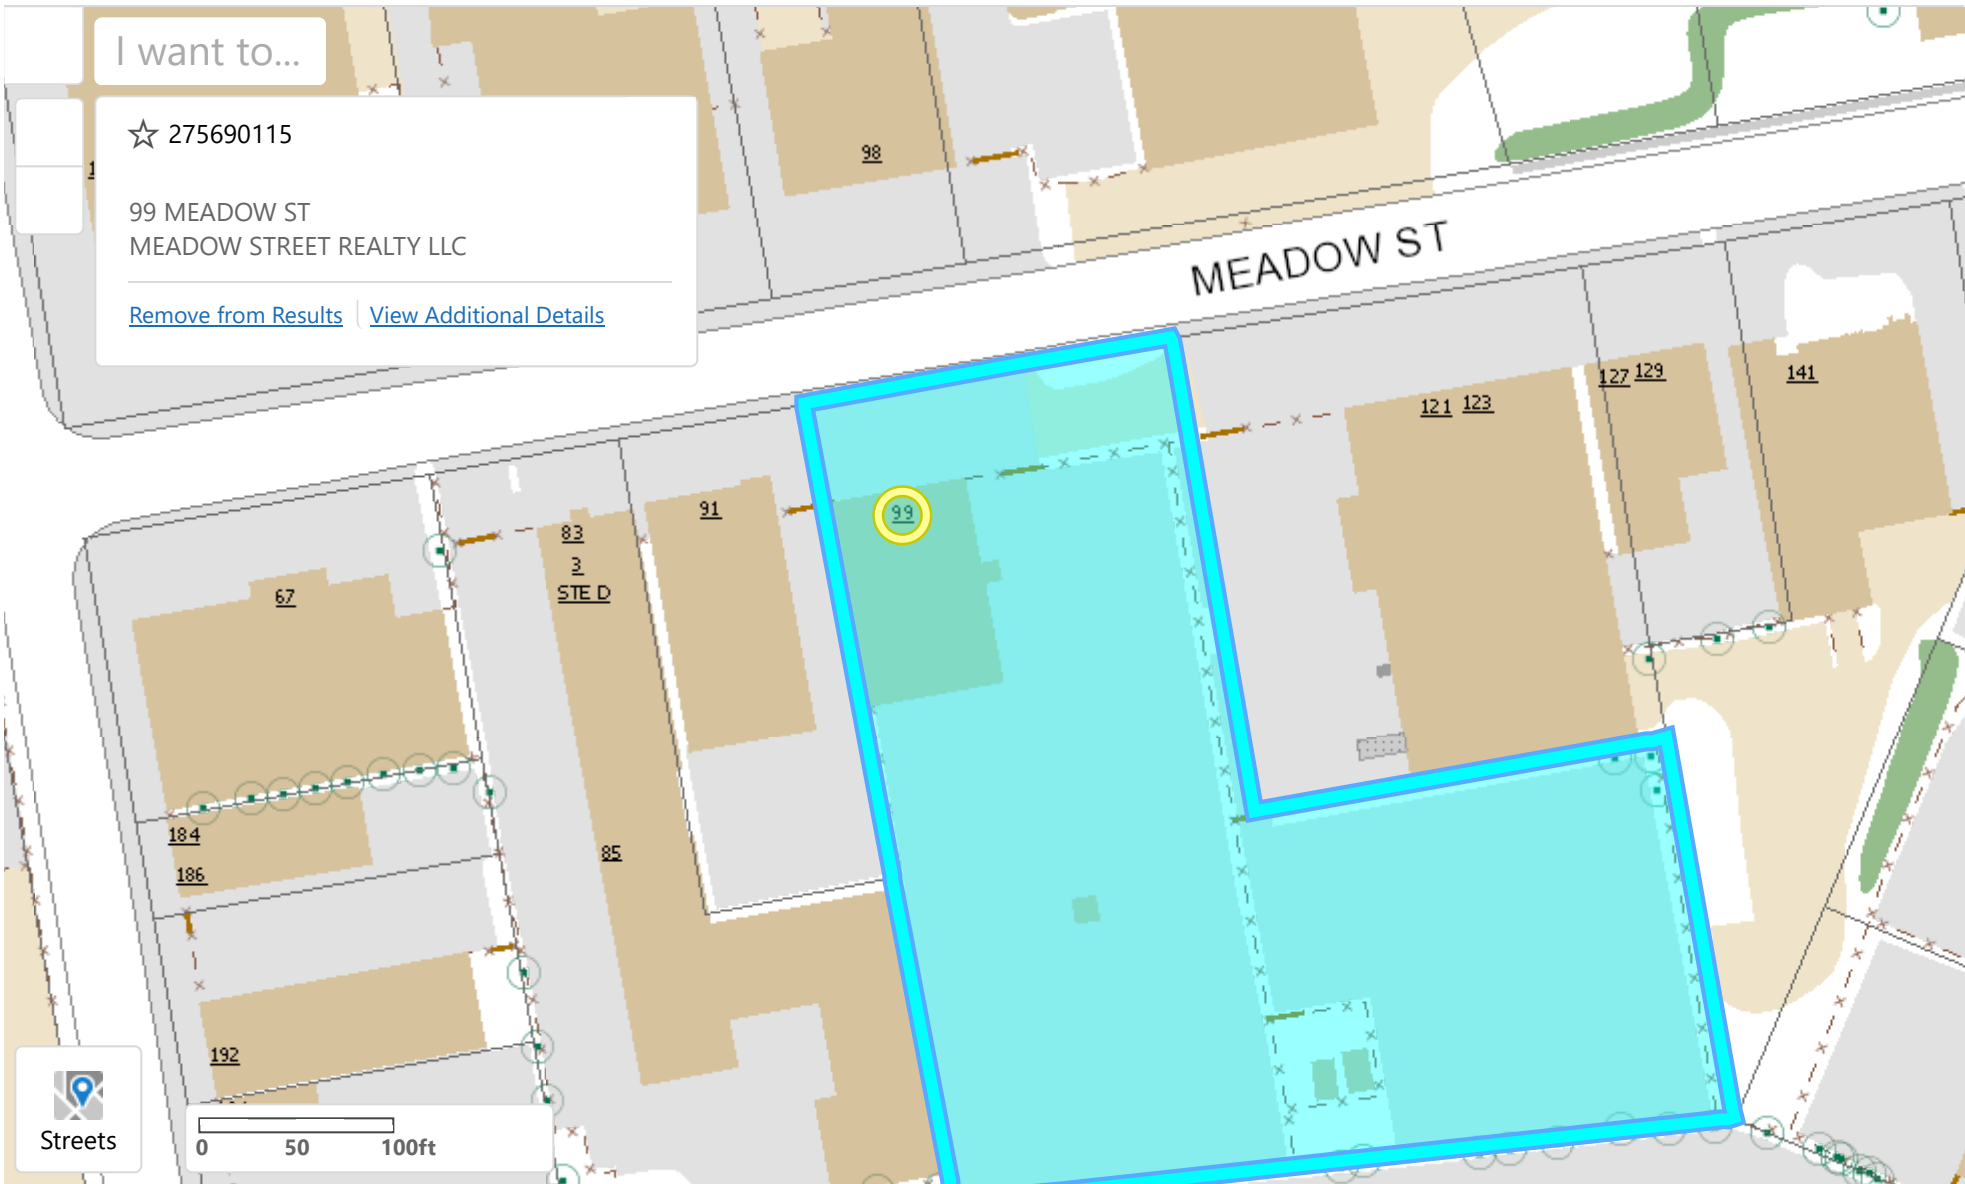 I want to...
275690115
99 MEADOW ST
MEADOW STREET REALTY LLC
Remove from Results
View Additional Details
98
MEADOW ST
127 129
141
121 123
91
99
83
3
STE D
67
184
85
186
192
Streets
0 50 100ft